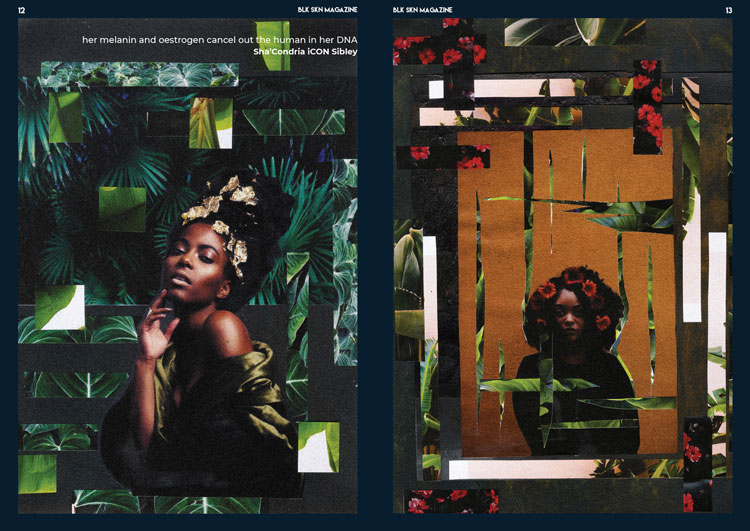 12
BLK SKN MAGAZINE
her melanin and oestrogen cancel out the human in her DNA
Sha'Condria iCON Sibley
BLK SKN MAGAZINE
13